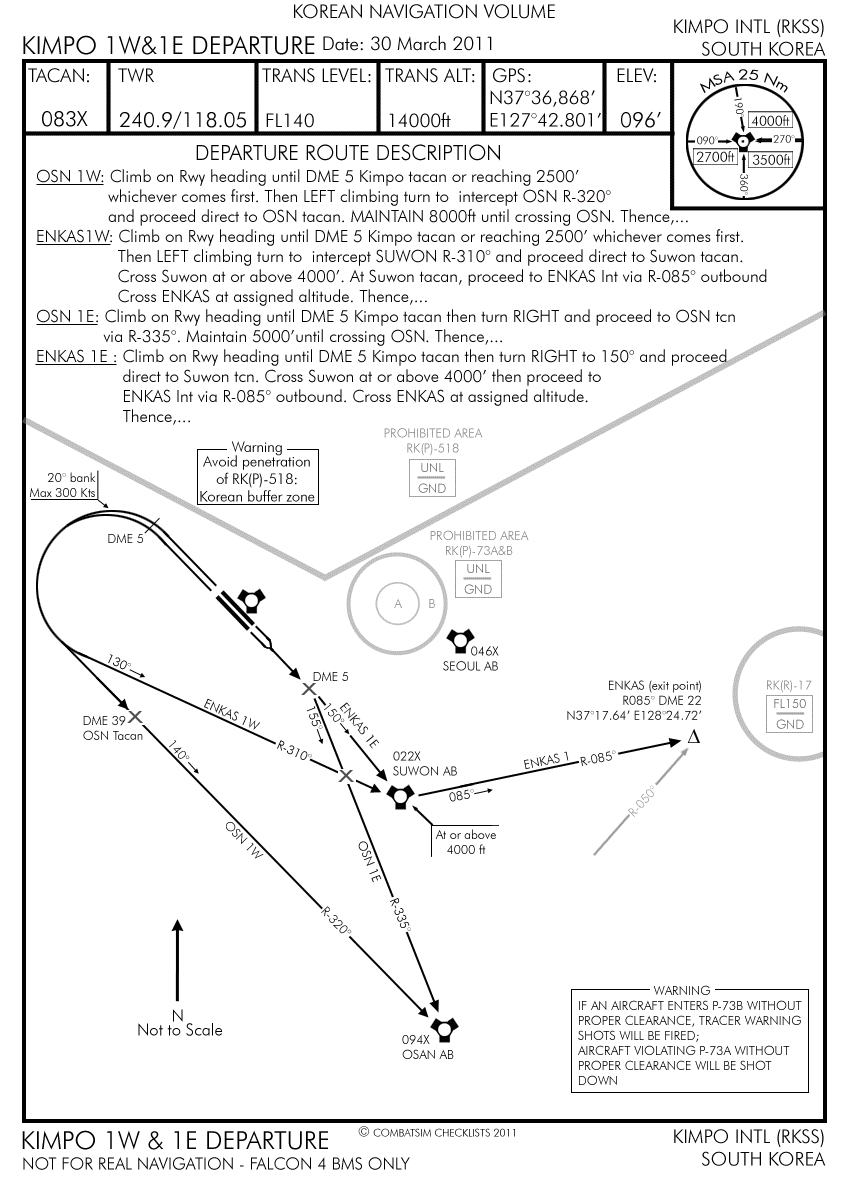 KOREAN NAVIGATION VOLUME
KIMPO 1W&1E DEPARTURE Date: 30 March 2011
KIMPO INTL (RKSS)
SOUTH KOREA
TACAN:
083X
TWR
240.9/118.05
TRANS LEVEL:
FL140
TRANS ALT:
14000ft
GPS:
N37°36,868’
E127°42.801’
ELEV:
096’
MSA 25 Nm
190°
4000ft
090°
270°
2700ft
3500ft
360°
DEPARTURE ROUTE DESCRIPTION
OSN 1W: Climb on Rwy heading until DME 5 Kimpo tacan or reaching 2500’
whichever comes first. Then LEFT climbing turn to intercept OSN R-320°
and proceed direct to OSN tacan. MAINTAIN 8000ft until crossing OSN. Thence,...
ENKAS1W: Climb on Rwy heading until DME 5 Kimpo tacan or reaching 2500’ whichever comes first.
Then LEFT climbing turn to intercept SUWON R-310° and proceed direct to Suwon tacan.
Cross Suwon at or above 4000’. At Suwon tacan, proceed to ENKAS Int via R-085° outbound
Cross ENKAS at assigned altitude. Thence,...
OSN 1E: Climb on Rwy heading until DME 5 Kimpo tacan then turn RIGHT and proceed to OSN tcn
via R-335°. Maintain 5000’until crossing OSN. Thence,...
ENKAS 1E : Climb on Rwy heading until DME 5 Kimpo tacan then turn RIGHT to 150° and proceed
direct to Suwon tcn. Cross Suwon at or above 4000’ then proceed to
ENKAS Int via R-085° outbound. Cross ENKAS at assigned altitude.
Thence,...
PROHIBITED AREA
RK(P)-518
UNL
GND
Warning
Avoid penetration
of RK(P)-518:
Korean buffer zone
20° bank
Max 300 Kts
DME 5
PROHIBITED AREA
RK(P)-73A&B
UNL
GND
A
B
046X
SEOUL AB
DME 5
130°
ENKAS 1W
R-310°
155°
150°
ENKAS 1E
DME 39
OSN Tacan
140°
022X
SUWON AB
ENKAS (exit point)
R085° DME 22
N37°17.64’ E128°24.72’
RK(R)-17
FL150
GND
ENKAS 1
R-085°
085°
R-050°
At or above
4000 ft
OSN 1W
OSN 1E
R-320°
R-335°
N
Not to Scale
094X
OSAN AB
WARNING
IF AN AIRCRAFT ENTERS P-73B WITHOUT
PROPER CLEARANCE, TRACER WARNING
SHOTS WILL BE FIRED;
AIRCRAFT VIOLATING P-73A WITHOUT
PROPER CLEARANCE WILL BE SHOT
DOWN
KIMPO 1W & 1E DEPARTURE
© COMBATSIM CHECKLISTS 2011
KIMPO INTL (RKSS)
NOT FOR REAL NAVIGATION - FALCON 4 BMS ONLY
SOUTH KOREA